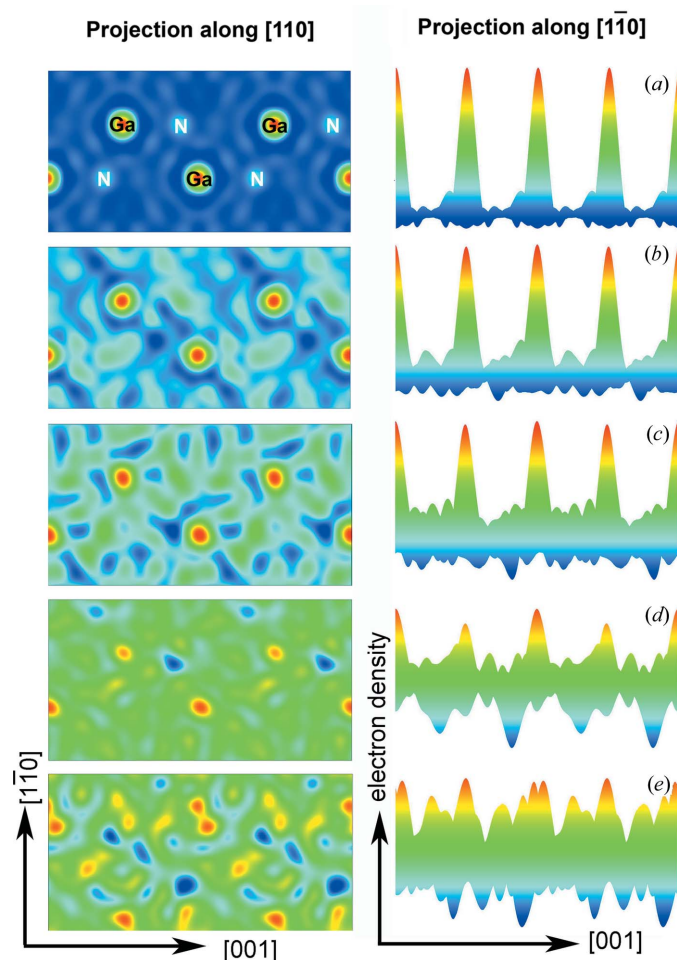 Projection along [110]
Projection along [11̅0]
(a)
Ga
N
Ga
N
N
Ga
N
(b)
(c)
(d)
(e)
[11̅0]
electron density
[001]
[001]